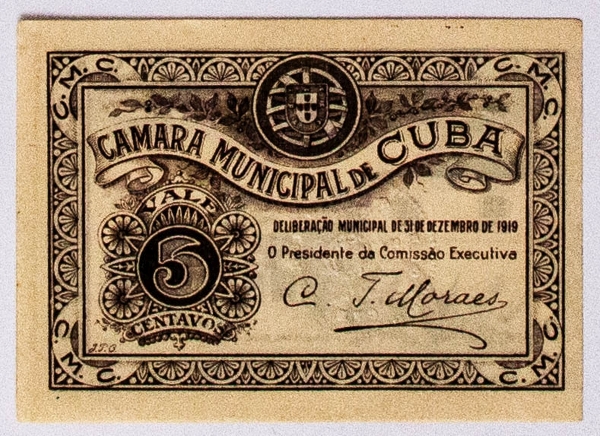 C. M. C.
C. M. C.
CAMARA MUNICIPAL DE CUBA
VALE
5
CENTAVOS
DELIBERAÇÃO MUNICIPAL DE 31 DE DEZEMBRO DE 1919
O Presidente da Comissão Executiva
C. T. Moraes
C. M. C.
C. M. C.